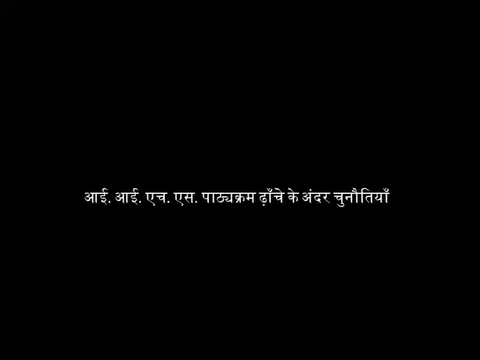 आई. आई. एच. एस. पाठ्यक्रम ढ़ाँचे के अंदर चुनौतियाँ